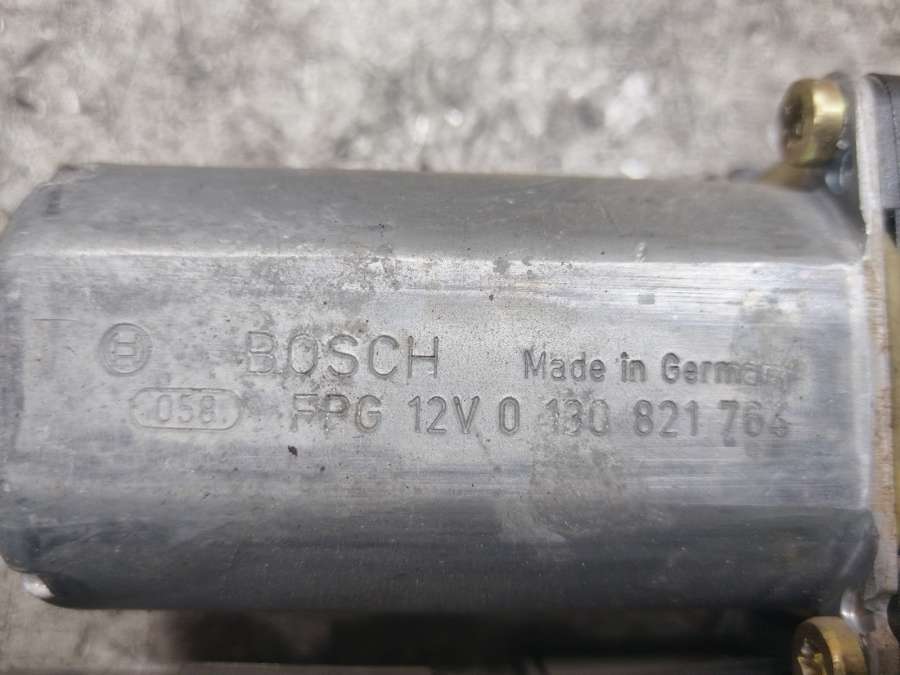 BOSCH Made in Germany
058 FPG 12V 0 130 821 764